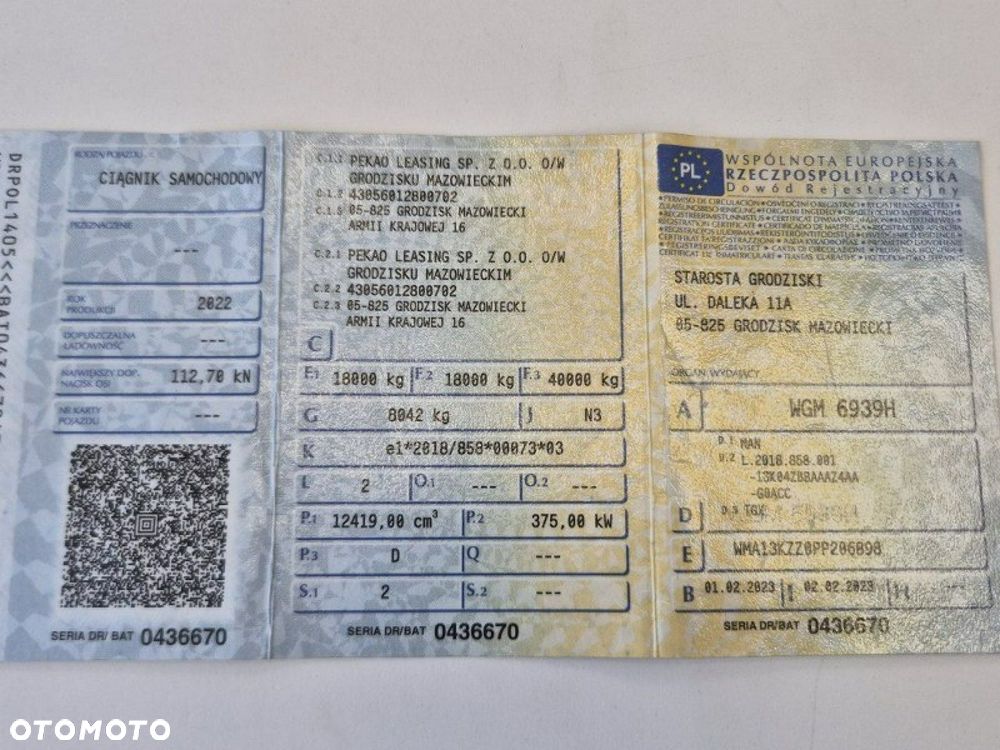 DRPOL1405<<BAT0436670
RODZAJ POJAZDU
CIĄGNIK SAMOCHODOWY
PRZEZNACZENIE
---
ROK PRODUKCJI 2022
DOPUSZCZALNA ŁADOWNOŚĆ ---
NAJWIĘKSZY DOP. NACISK OSI 112,70 kN
NR KARTY POJAZDU ---
SERIA DR/BAT 0436670
C.1.1 PEKAO LEASING SP. Z O.O. O/W
GRODZISKU MAZOWIECKIM
C.1.2 43056012800702
C.1.3 05-825 GRODZISK MAZOWIECKI
ARMII KRAJOWEJ 16
C.2.1 PEKAO LEASING SP. Z O.O. O/W
GRODZISKU MAZOWIECKIM
C.2.2 43056012800702
C.2.3 05-825 GRODZISK MAZOWIECKI
ARMII KRAJOWEJ 16
C
F.1 18000 kg F.2 18000 kg F.3 40000 kg
G 8042 kg J N3
K e1*2018/858*00073*03
L 2 O.1 --- O.2 ---
P.1 12419,00 cm³ P.2 375,00 kW
P.3 D Q ---
S.1 2 S.2 ---
SERIA DR/BAT 0436670
PL
WSPÓLNOTA EUROPEJSKA
RZECZPOSPOLITA POLSKA
Dowód Rejestracyjny
STAROSTA GRODZISKI
UL. DALEKA 11A
05-825 GRODZISK MAZOWIECKI
ORGAN WYDAJĄCY
A WGM 6939H
D.1 MAN
D.2 L.2018.858.001
-13K04ZBBAAAZ4AA
-G0ACC
D D.3 TGX
E WMA13KZZ0PP206898
B 01.02.2023 I 02.02.2023 H
SERIA DR/BAT 0436670
OTOMOTO